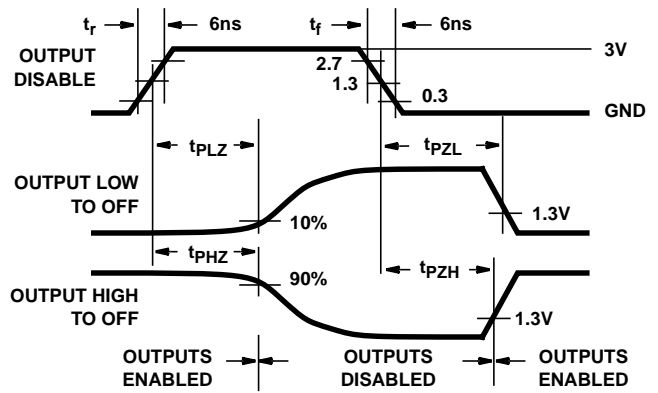 tr
6ns
tf
6ns
OUTPUT
DISABLE
3V
2.7
1.3
0.3
GND
tPLZ
tPZL
OUTPUT LOW
TO OFF
10%
1.3V
tPHZ
tPZH
OUTPUT HIGH
TO OFF
90%
1.3V
OUTPUTS
ENABLED
OUTPUTS
DISABLED
OUTPUTS
ENABLED